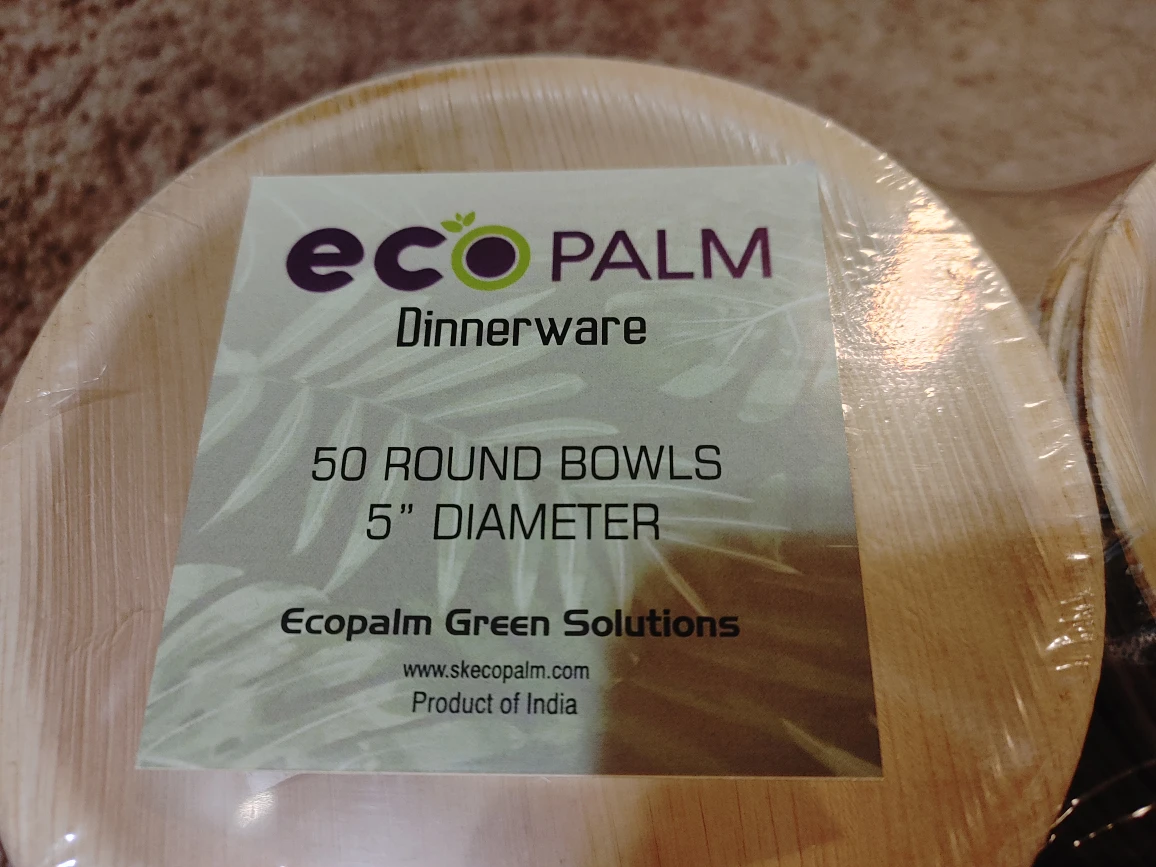 eco PALM
Dinnerware
50 ROUND BOWLS
5” DIAMETER
Ecopalm Green Solutions
www.skecopalm.com
Product of India